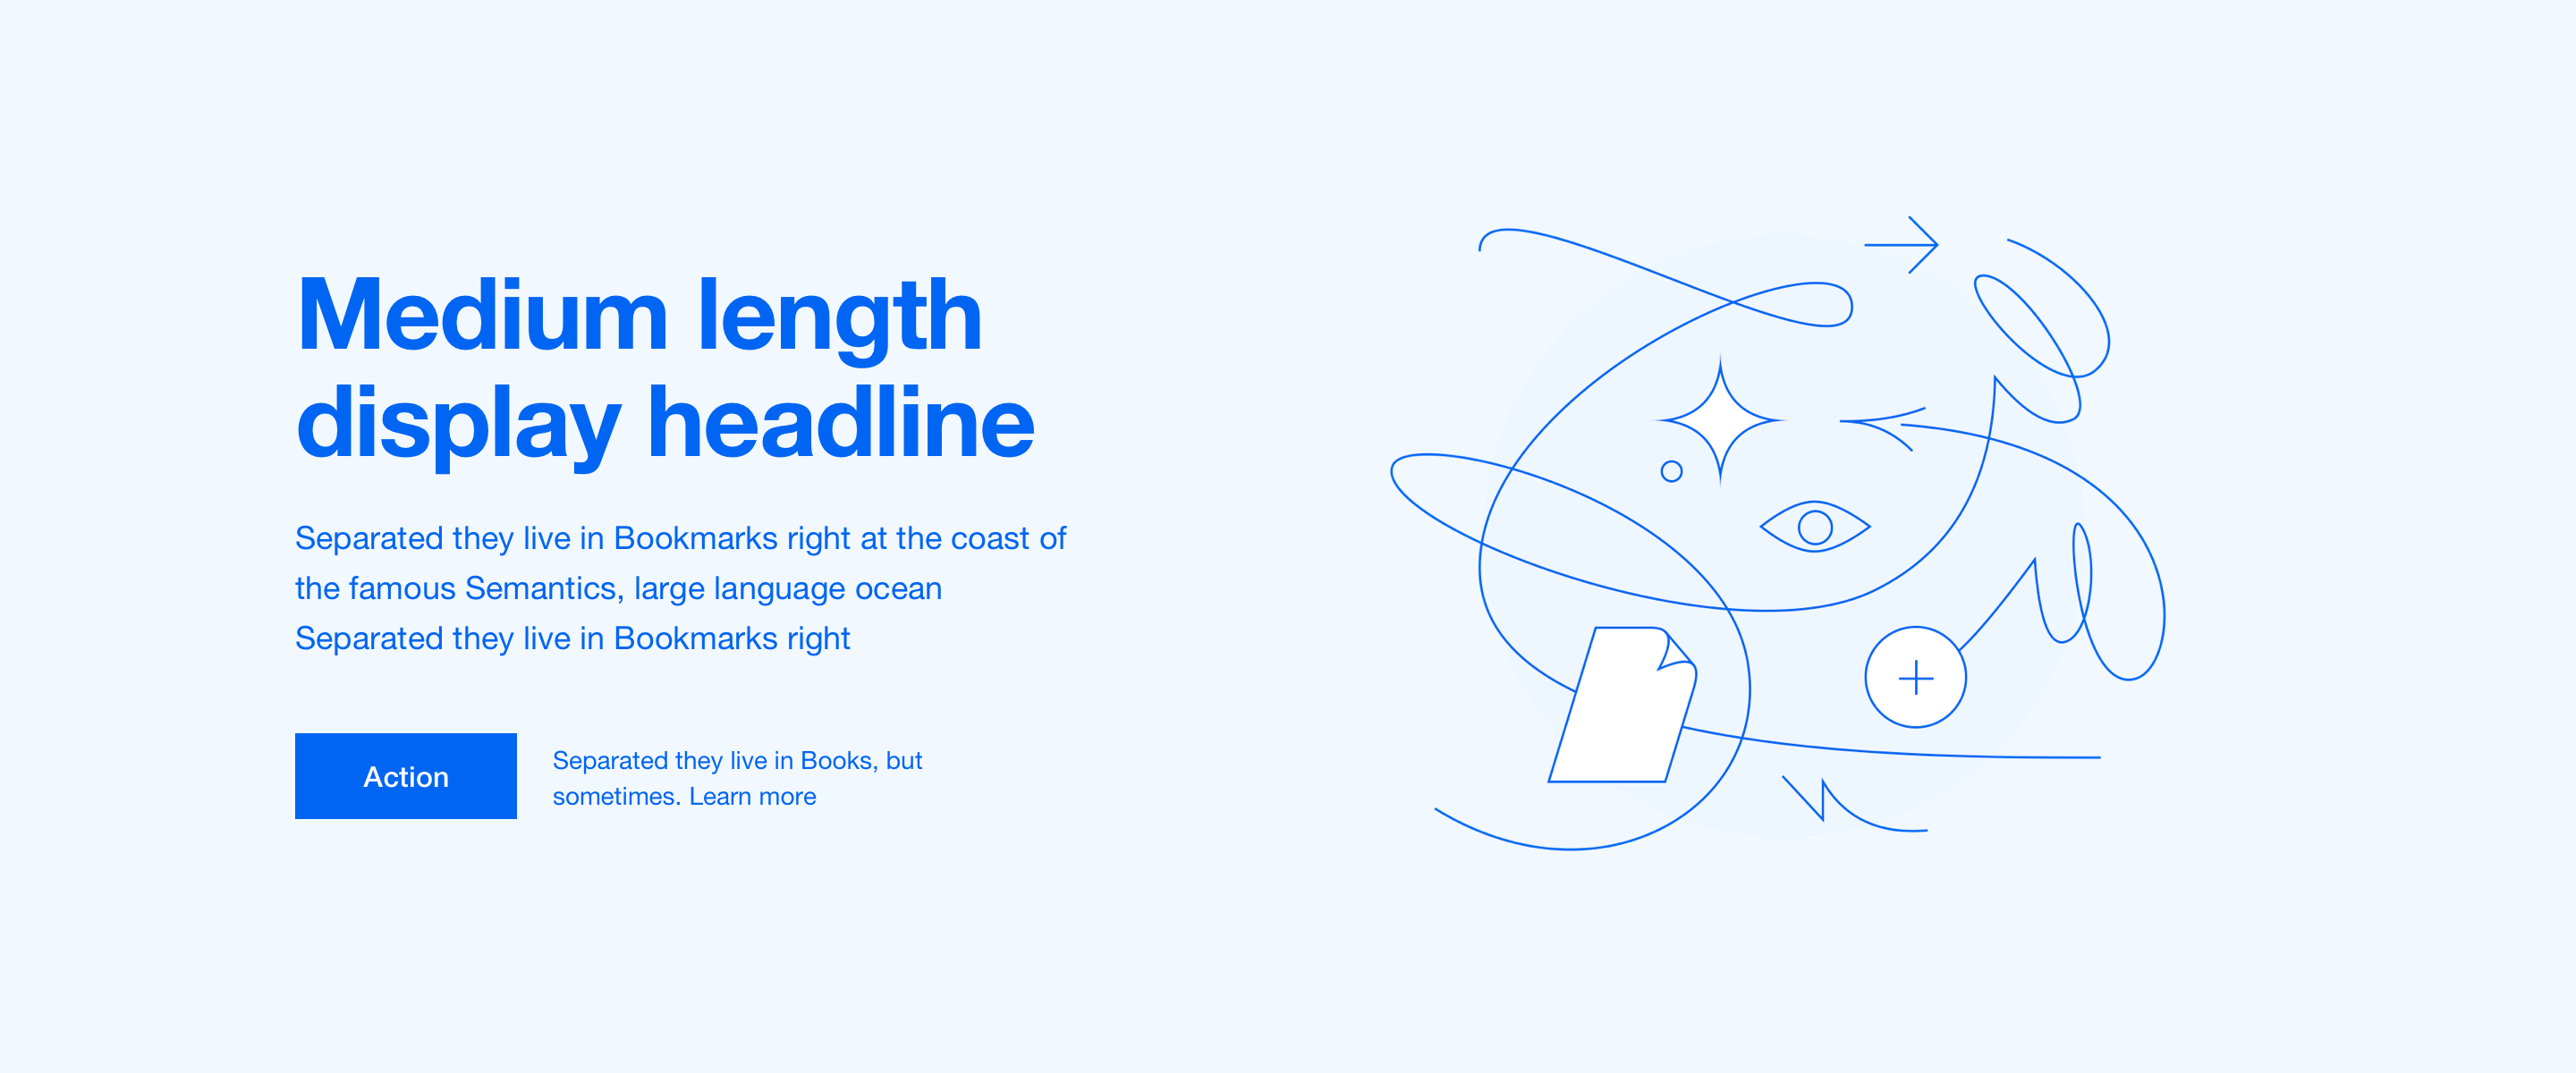 Medium length
display headline
Separated they live in Bookmarks right at the coast of
the famous Semantics, large language ocean
Separated they live in Bookmarks right
Action
Separated they live in Books, but
sometimes. Learn more